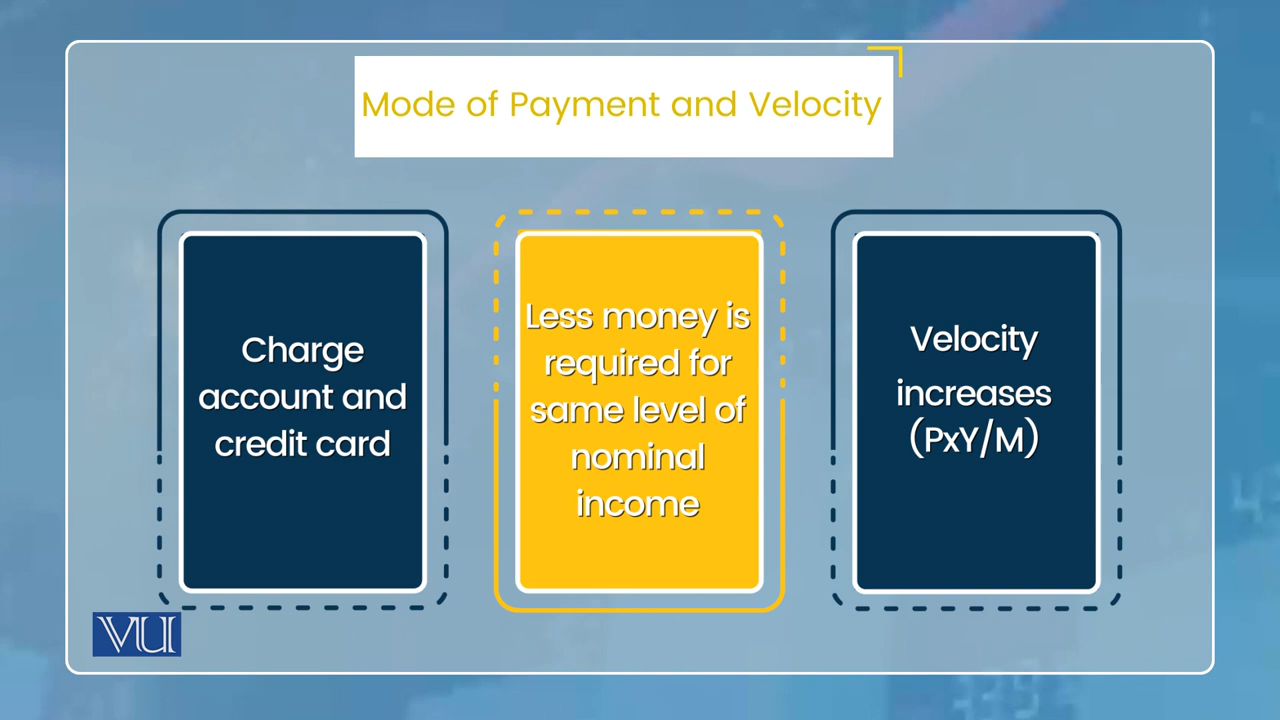 Mode of Payment and Velocity
Charge
account and
credit card
Less money is
required for
same level of
nominal
income
Velocity
increases
(PxY/M)
VU